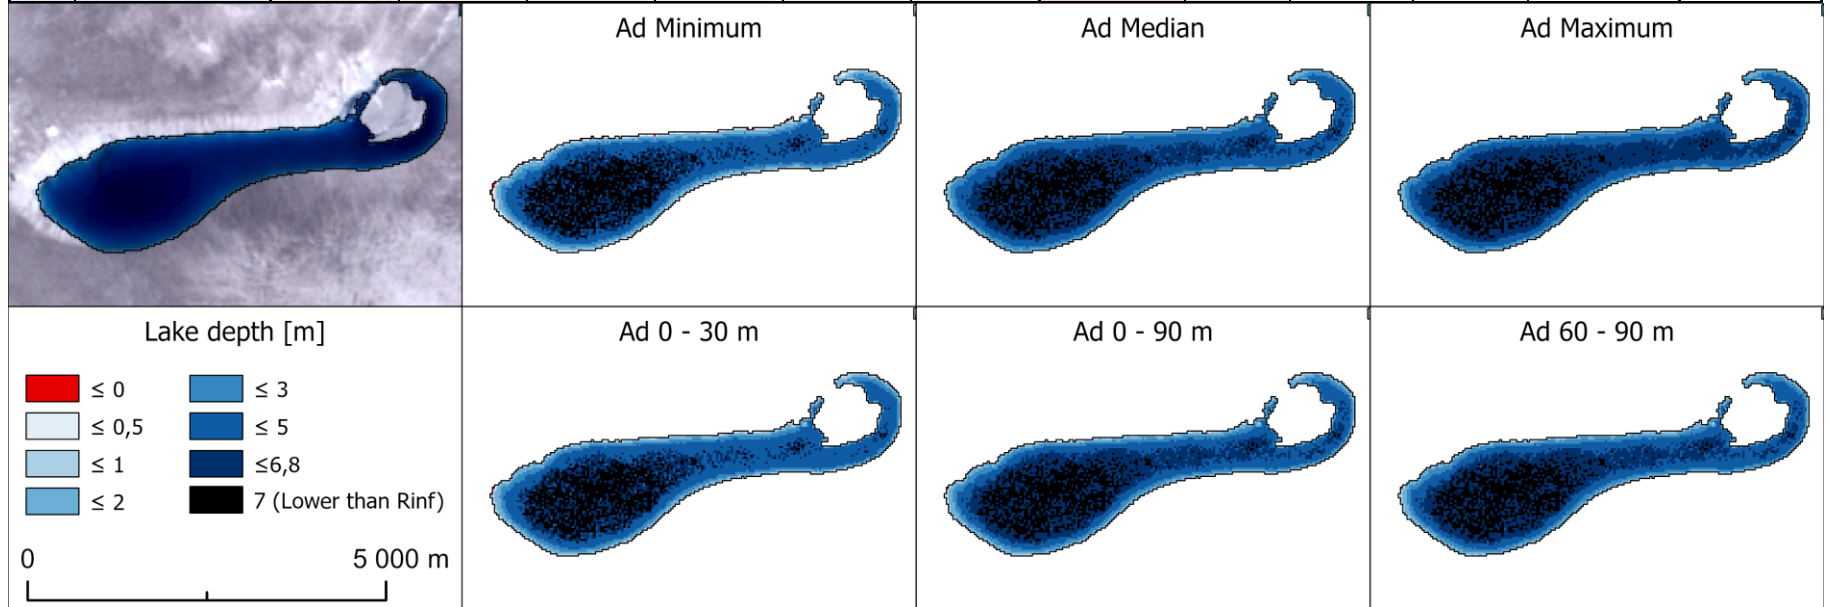 Ad Minimum
Ad Median
Ad Maximum
Lake depth [m]
≤ 0
≤ 3
≤ 0,5
≤ 5
≤ 1
≤6,8
≤ 2
7 (Lower than Rinf)
0
5 000 m
Ad 0 - 30 m
Ad 0 - 90 m
Ad 60 - 90 m